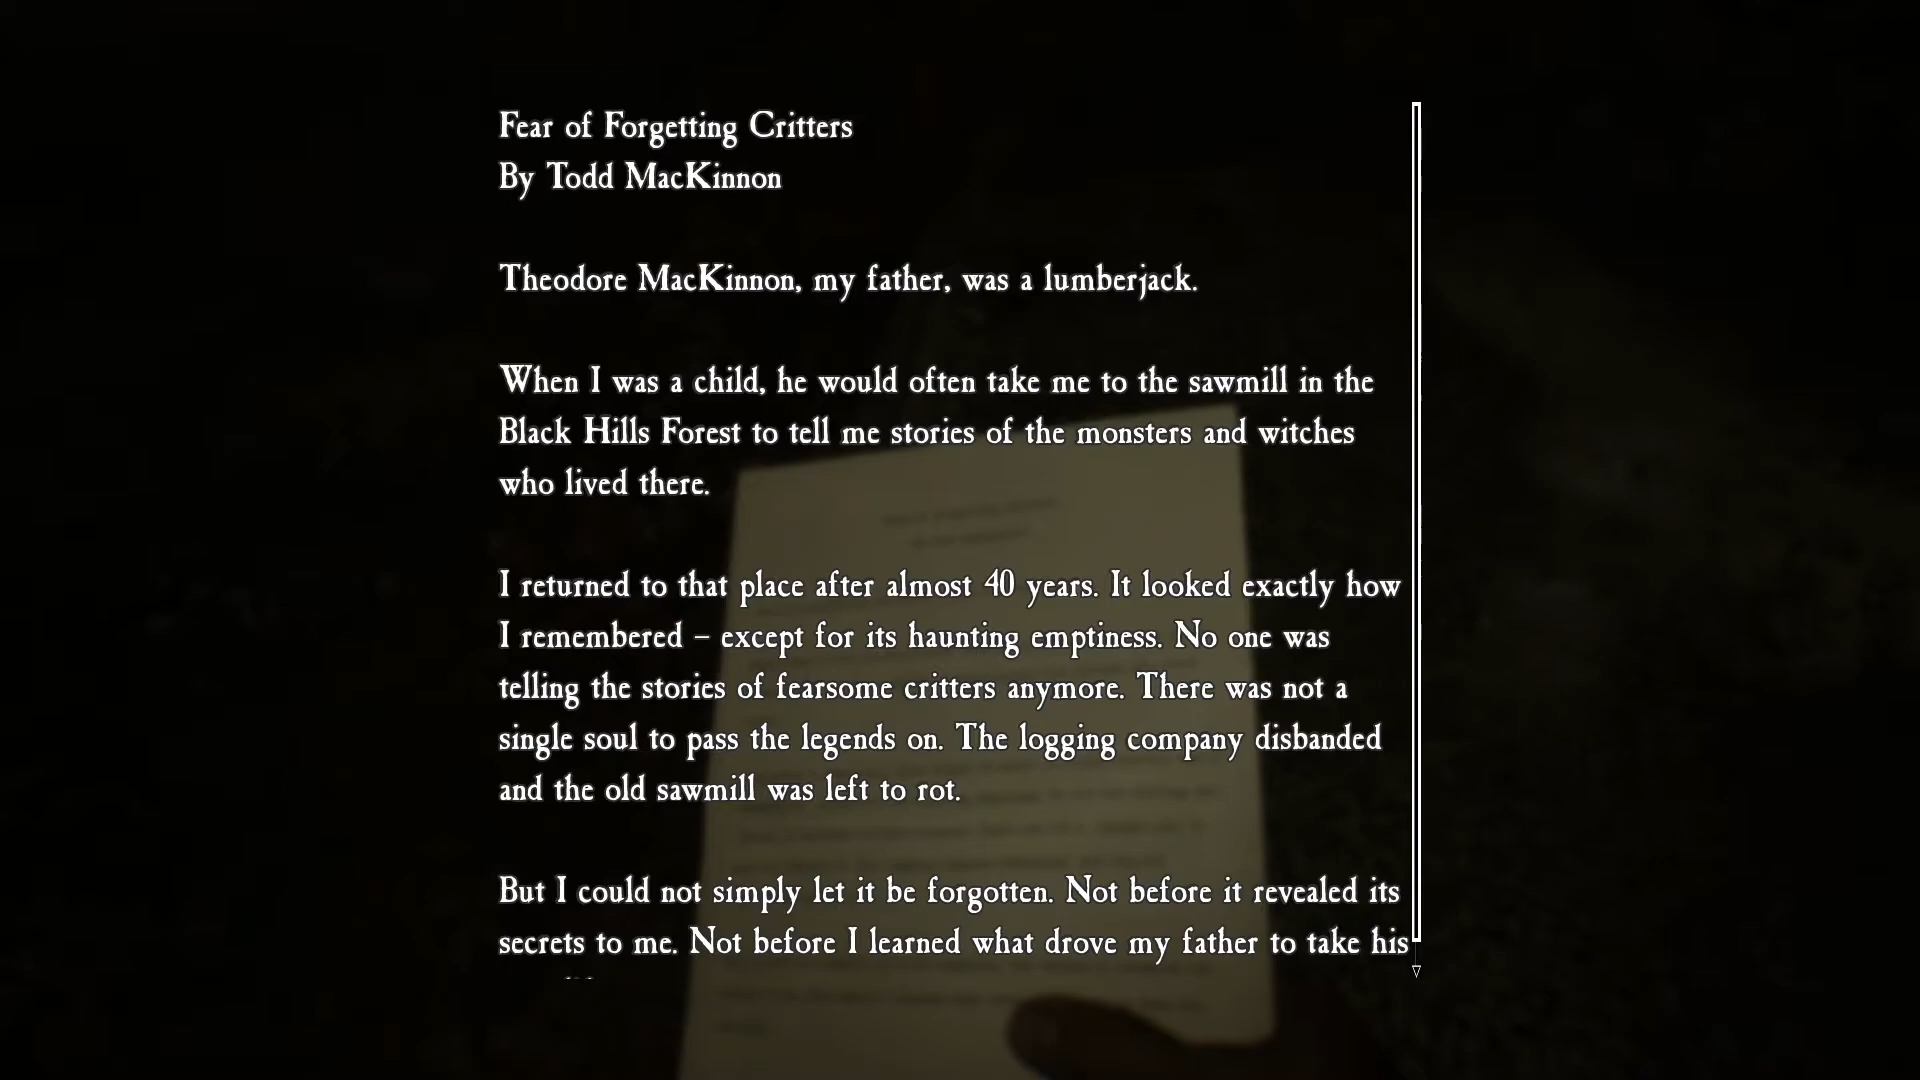 Fear of Forgetting Critters
By Todd MacKinnon
Theodore MacKinnon, my father, was a lumberjack.
When I was a child, he would often take me to the sawmill in the
Black Hills Forest to tell me stories of the monsters and witches
who lived there.
I returned to that place after almost 40 years. It looked exactly how
I remembered – except for its haunting emptiness. No one was
telling the stories of fearsome critters anymore. There was not a
single soul to pass the legends on. The logging company disbanded
and the old sawmill was left to rot.
But I could not simply let it be forgotten. Not before it revealed its
secrets to me. Not before I learned what drove my father to take his